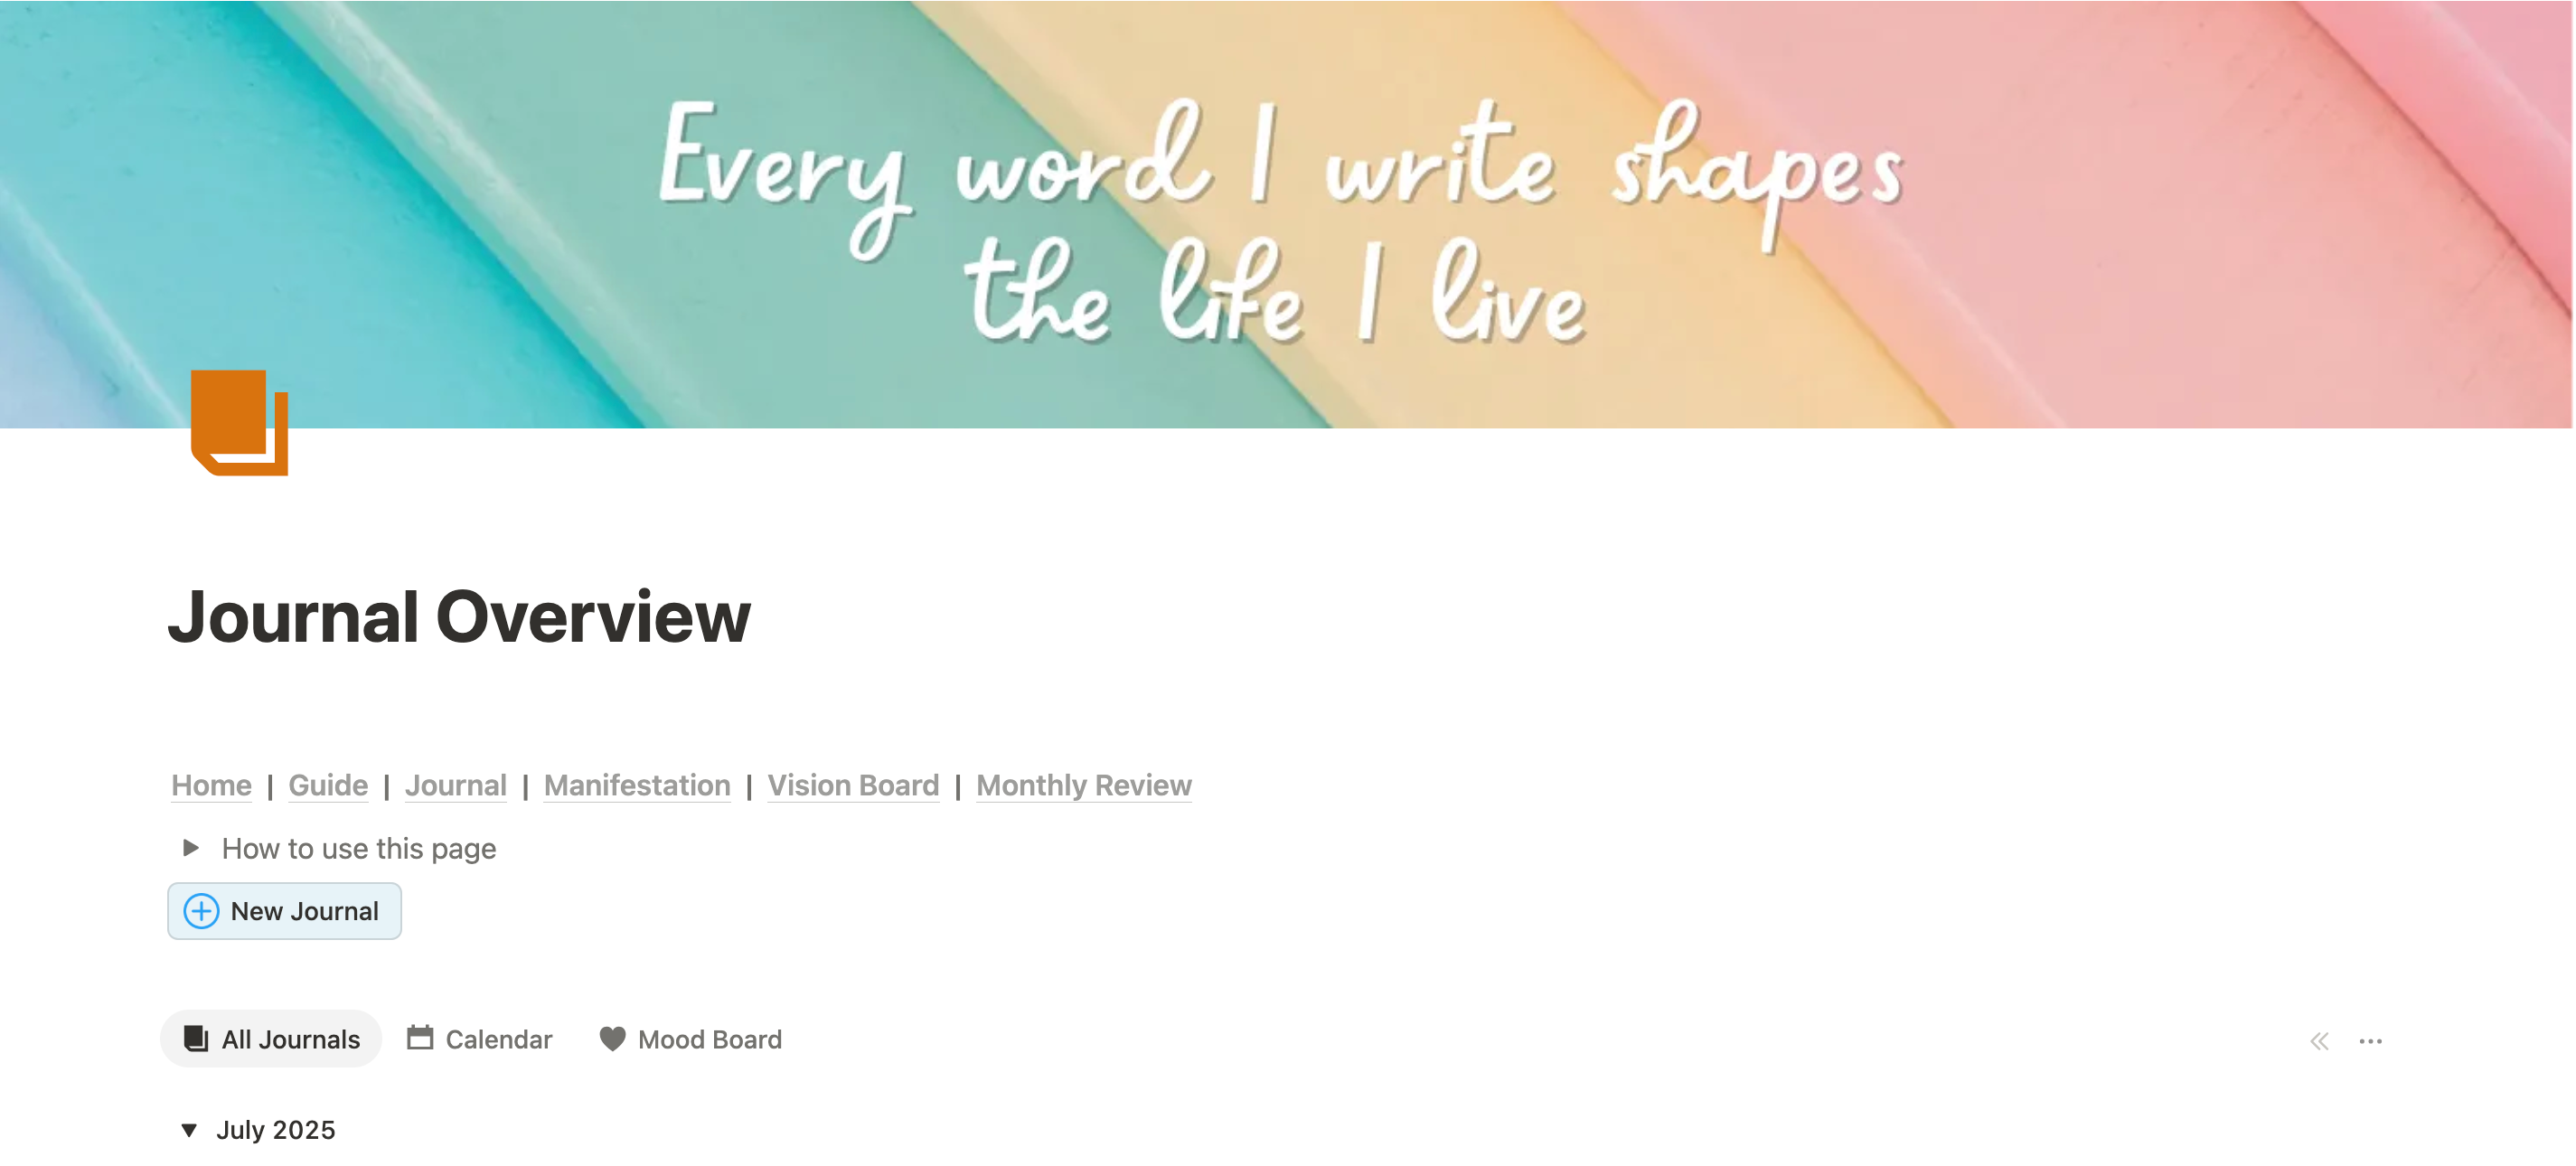 Every word I write shapes
the life I live
Journal Overview
Home | Guide | Journal | Manifestation | Vision Board | Monthly Review
How to use this page
New Journal
All Journals Calendar Mood Board
July 2025